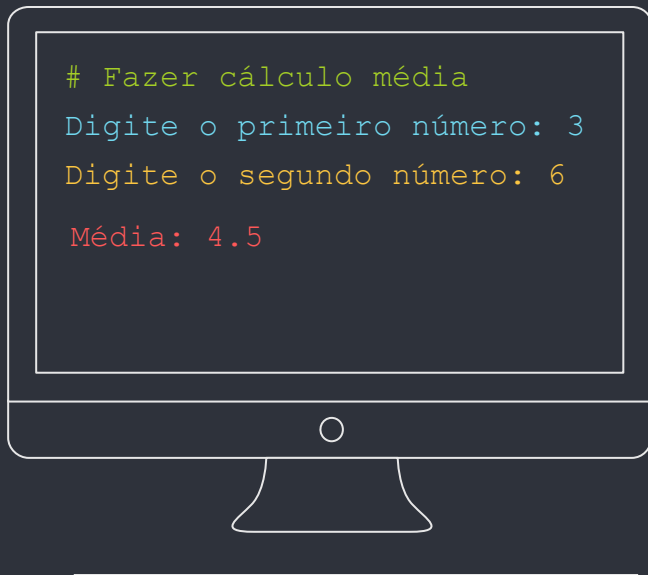 # Fazer cálculo média
Digite o primeiro número: 3
Digite o segundo número: 6
Média: 4.5